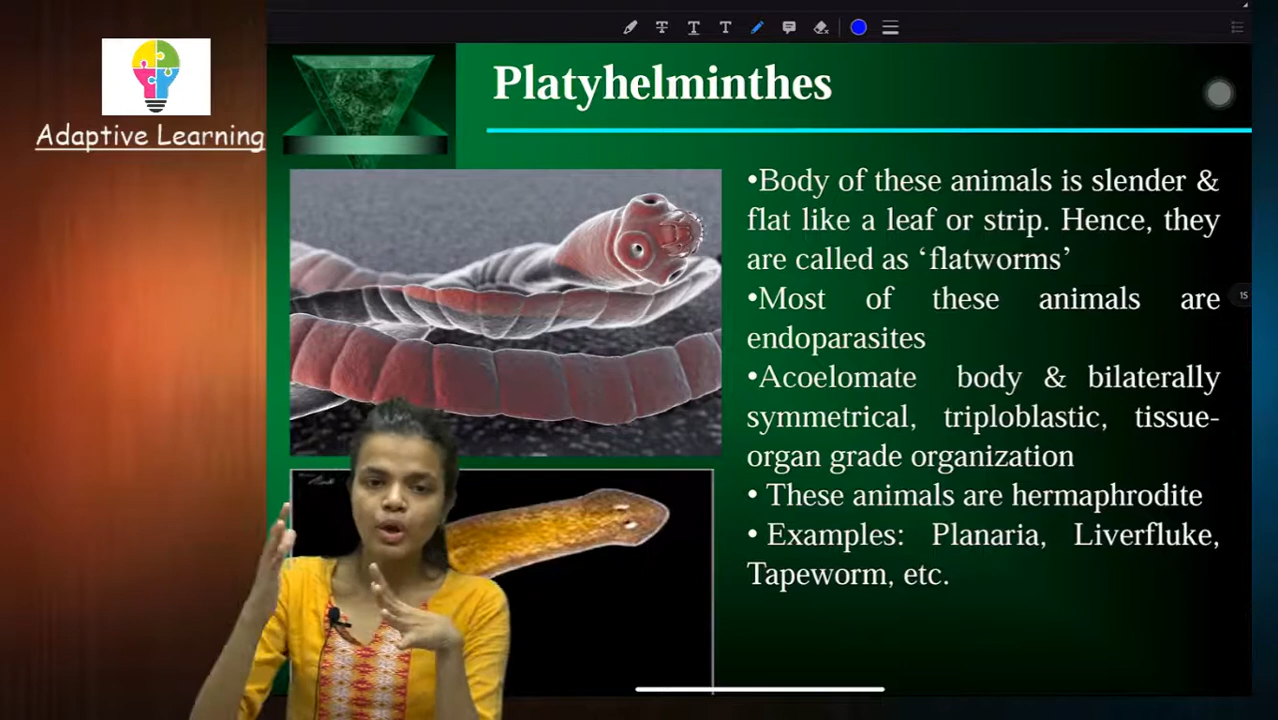 Adaptive Learning
Platyhelminthes
•Body of these animals is slender &
flat like a leaf or strip. Hence, they
are called as ‘flatworms’
•Most of these animals are
endoparasites
•Acoelomate body & bilaterally
symmetrical, triploblastic, tissue-
organ grade organization
• These animals are hermaphrodite
• Examples: Planaria, Liverfluke,
Tapeworm, etc.
15